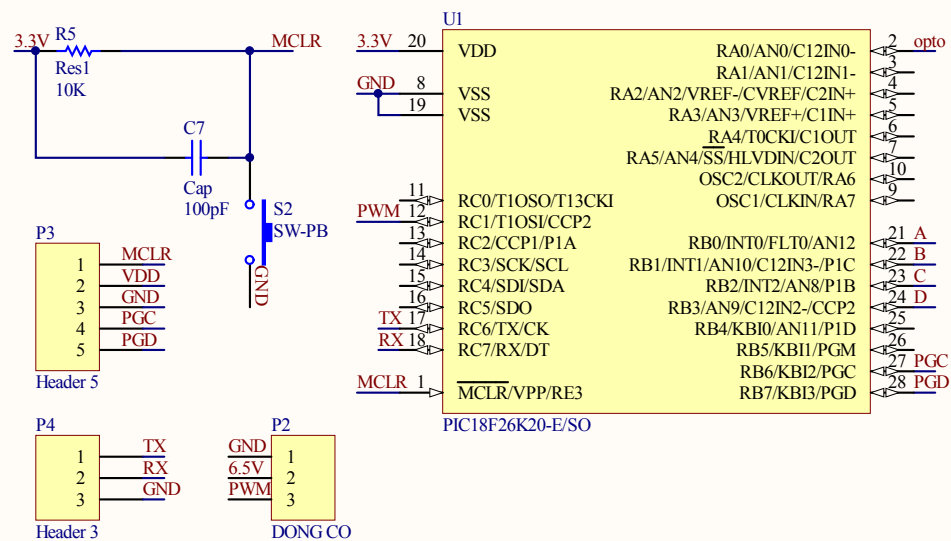 R5
3.3V
MCLR
Res1
10K
C7
Cap
100pF
S2
SW-PB
GND
P3
1 MCLR
2 VDD
3 GND
4 PGC
5 PGD
Header 5
P4
1 TX
2 RX
3 GND
Header 3
P2
GND 1
6.5V 2
PWM 3
DONG CO
U1
3.3V 20 VDD
GND 8 VSS
19 VSS
11 RC0/T1OSO/T13CKI
PWM 12 RC1/T1OSI/CCP2
13 RC2/CCP1/P1A
14 RC3/SCK/SCL
15 RC4/SDI/SDA
16 RC5/SDO
TX 17 RC6/TX/CK
RX 18 RC7/RX/DT
MCLR 1 MCLR/VPP/RE3
RA0/AN0/C12IN0- 2 opto
RA1/AN1/C12IN1- 3
RA2/AN2/VREF-/CVREF/C2IN+ 4
RA3/AN3/VREF+/C1IN+ 5
RA4/T0CKI/C1OUT 6
RA5/AN4/SS/HLVDIN/C2OUT 7
OSC2/CLKOUT/RA6 10
OSC1/CLKIN/RA7 9
RB0/INT0/FLT0/AN12 21 A
RB1/INT1/AN10/C12IN3-/P1C 22 B
RB2/INT2/AN8/P1B 23 C
RB3/AN9/C12IN2-/CCP2 24 D
RB4/KBI0/AN11/P1D 25
RB5/KBI1/PGM 26
RB6/KBI2/PGC 27 PGC
RB7/KBI3/PGD 28 PGD
PIC18F26K20-E/SO